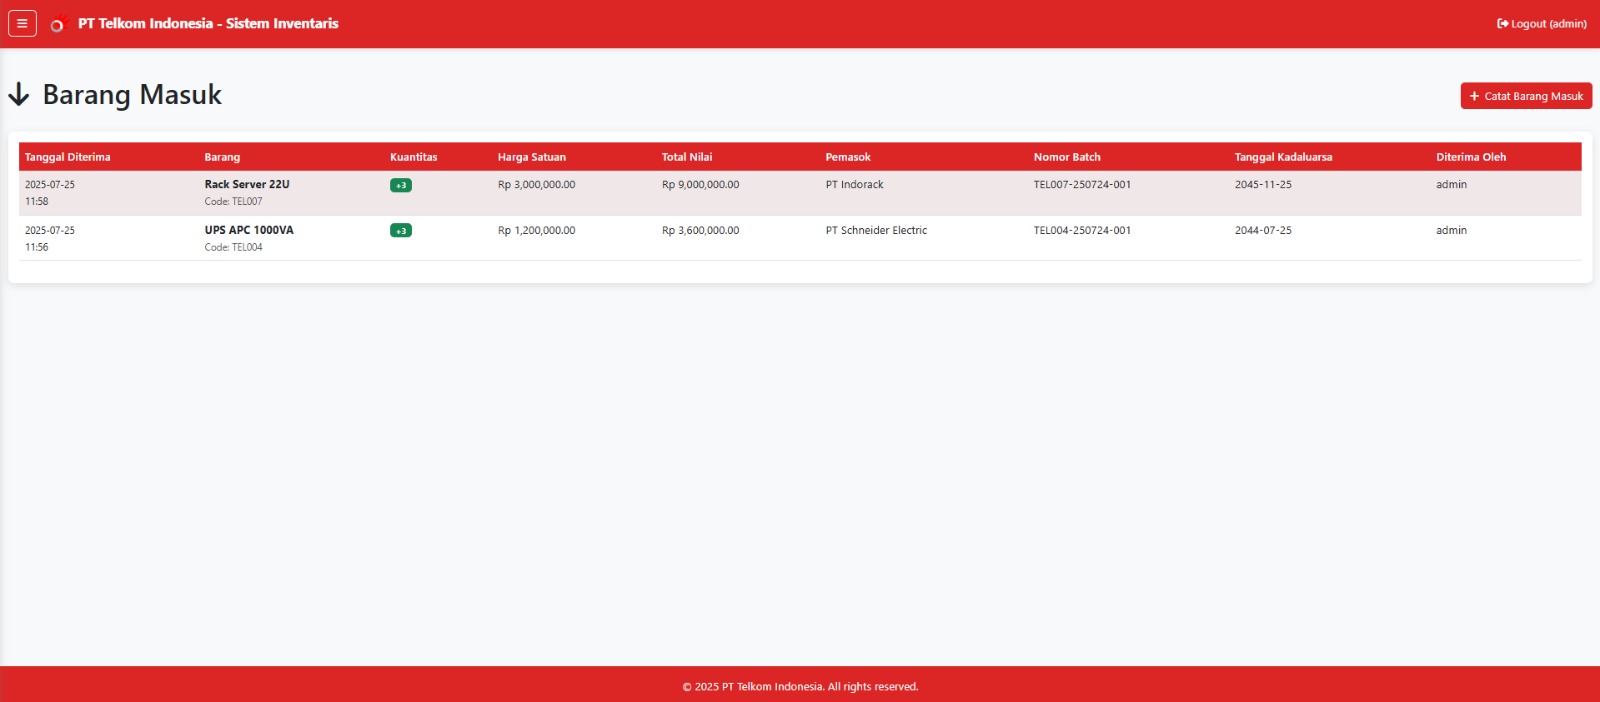 PT Telkom Indonesia - Sistem Inventaris
Logout (admin)
Barang Masuk
+ Catat Barang Masuk
Tanggal Diterima Barang Kuantitas Harga Satuan Total Nilai Pemasok Nomor Batch Tanggal Kadaluarsa Diterima Oleh
2025-07-25 Rack Server 22U +3 Rp 3,000,000.00 Rp 9,000,000.00 PT Indorack TEL007-250724-001 2045-11-25 admin
11:58 Code: TEL007
2025-07-25 UPS APC 1000VA +3 Rp 1,200,000.00 Rp 3,600,000.00 PT Schneider Electric TEL004-250724-001 2044-07-25 admin
11:56 Code: TEL004
© 2025 PT Telkom Indonesia. All rights reserved.